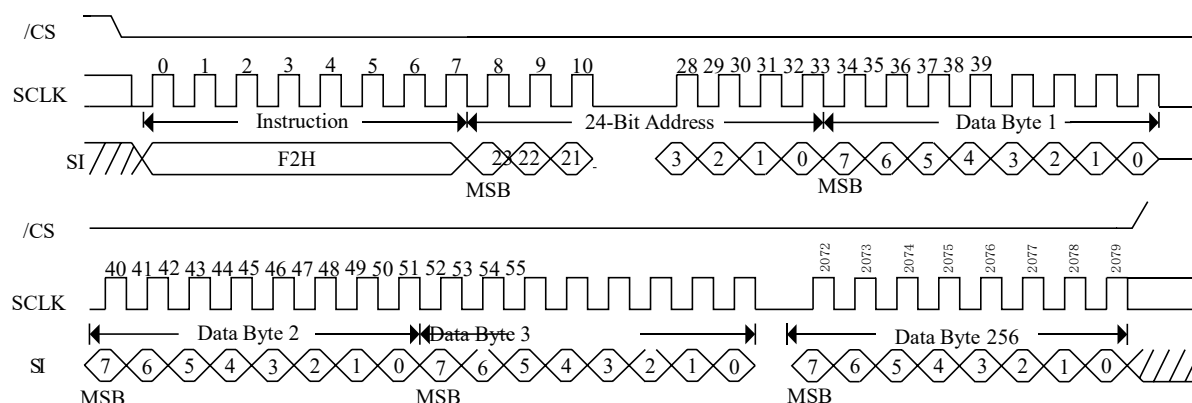 /CS
0 1 2 3 4 5 6 7 8 9 10 28 29 30 31 32 33 34 35 36 37 38 39
SCLK
Instruction 24-Bit Address Data Byte 1
SI F2H 23 22 21 3 2 1 0 7 6 5 4 3 2 1 0
MSB MSB
/CS
40 41 42 43 44 45 46 47 48 49 50 51 52 53 54 55 2072 2073 2074 2075 2076 2077 2078 2079
SCLK
Data Byte 2 Data Byte 3 Data Byte 256
SI 7 6 5 4 3 2 1 0 7 6 5 4 3 2 1 0 7 6 5 4 3 2 1 0
MSB MSB MSB